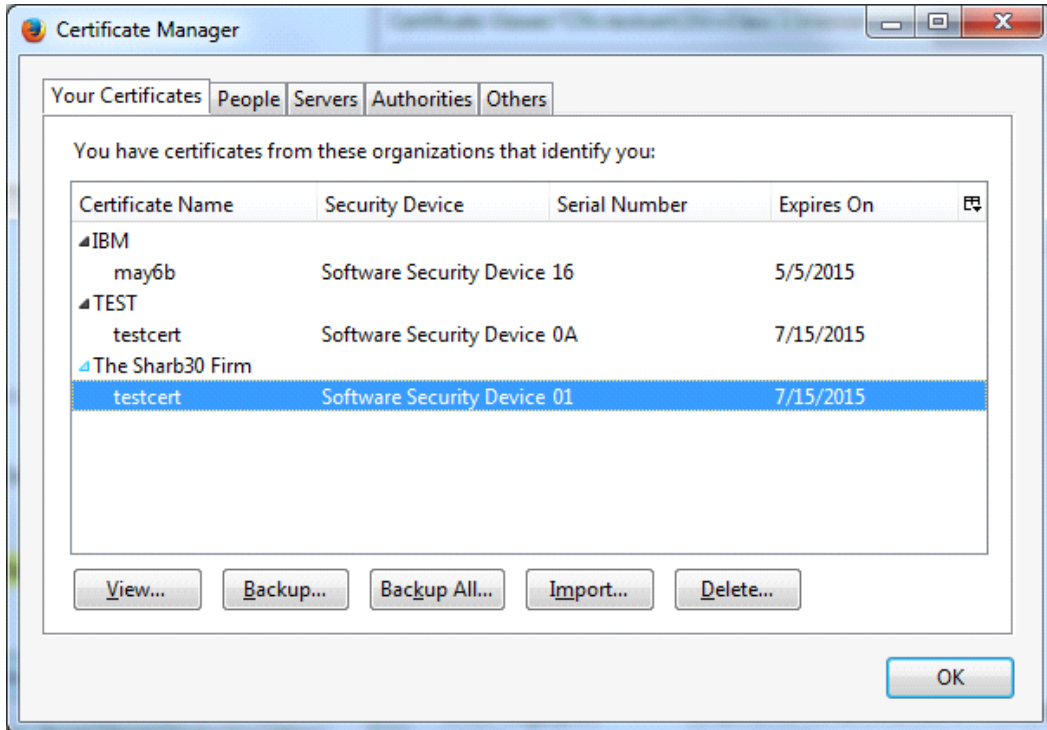 Certificate Manager
Your Certificates People Servers Authorities Others
You have certificates from these organizations that identify you:
Certificate Name Security Device Serial Number Expires On
IBM
may6b Software Security Device 16 5/5/2015
TEST
testcert Software Security Device 0A 7/15/2015
The Sharb30 Firm
testcert Software Security Device 01 7/15/2015
View... Backup... Backup All... Import... Delete...
OK